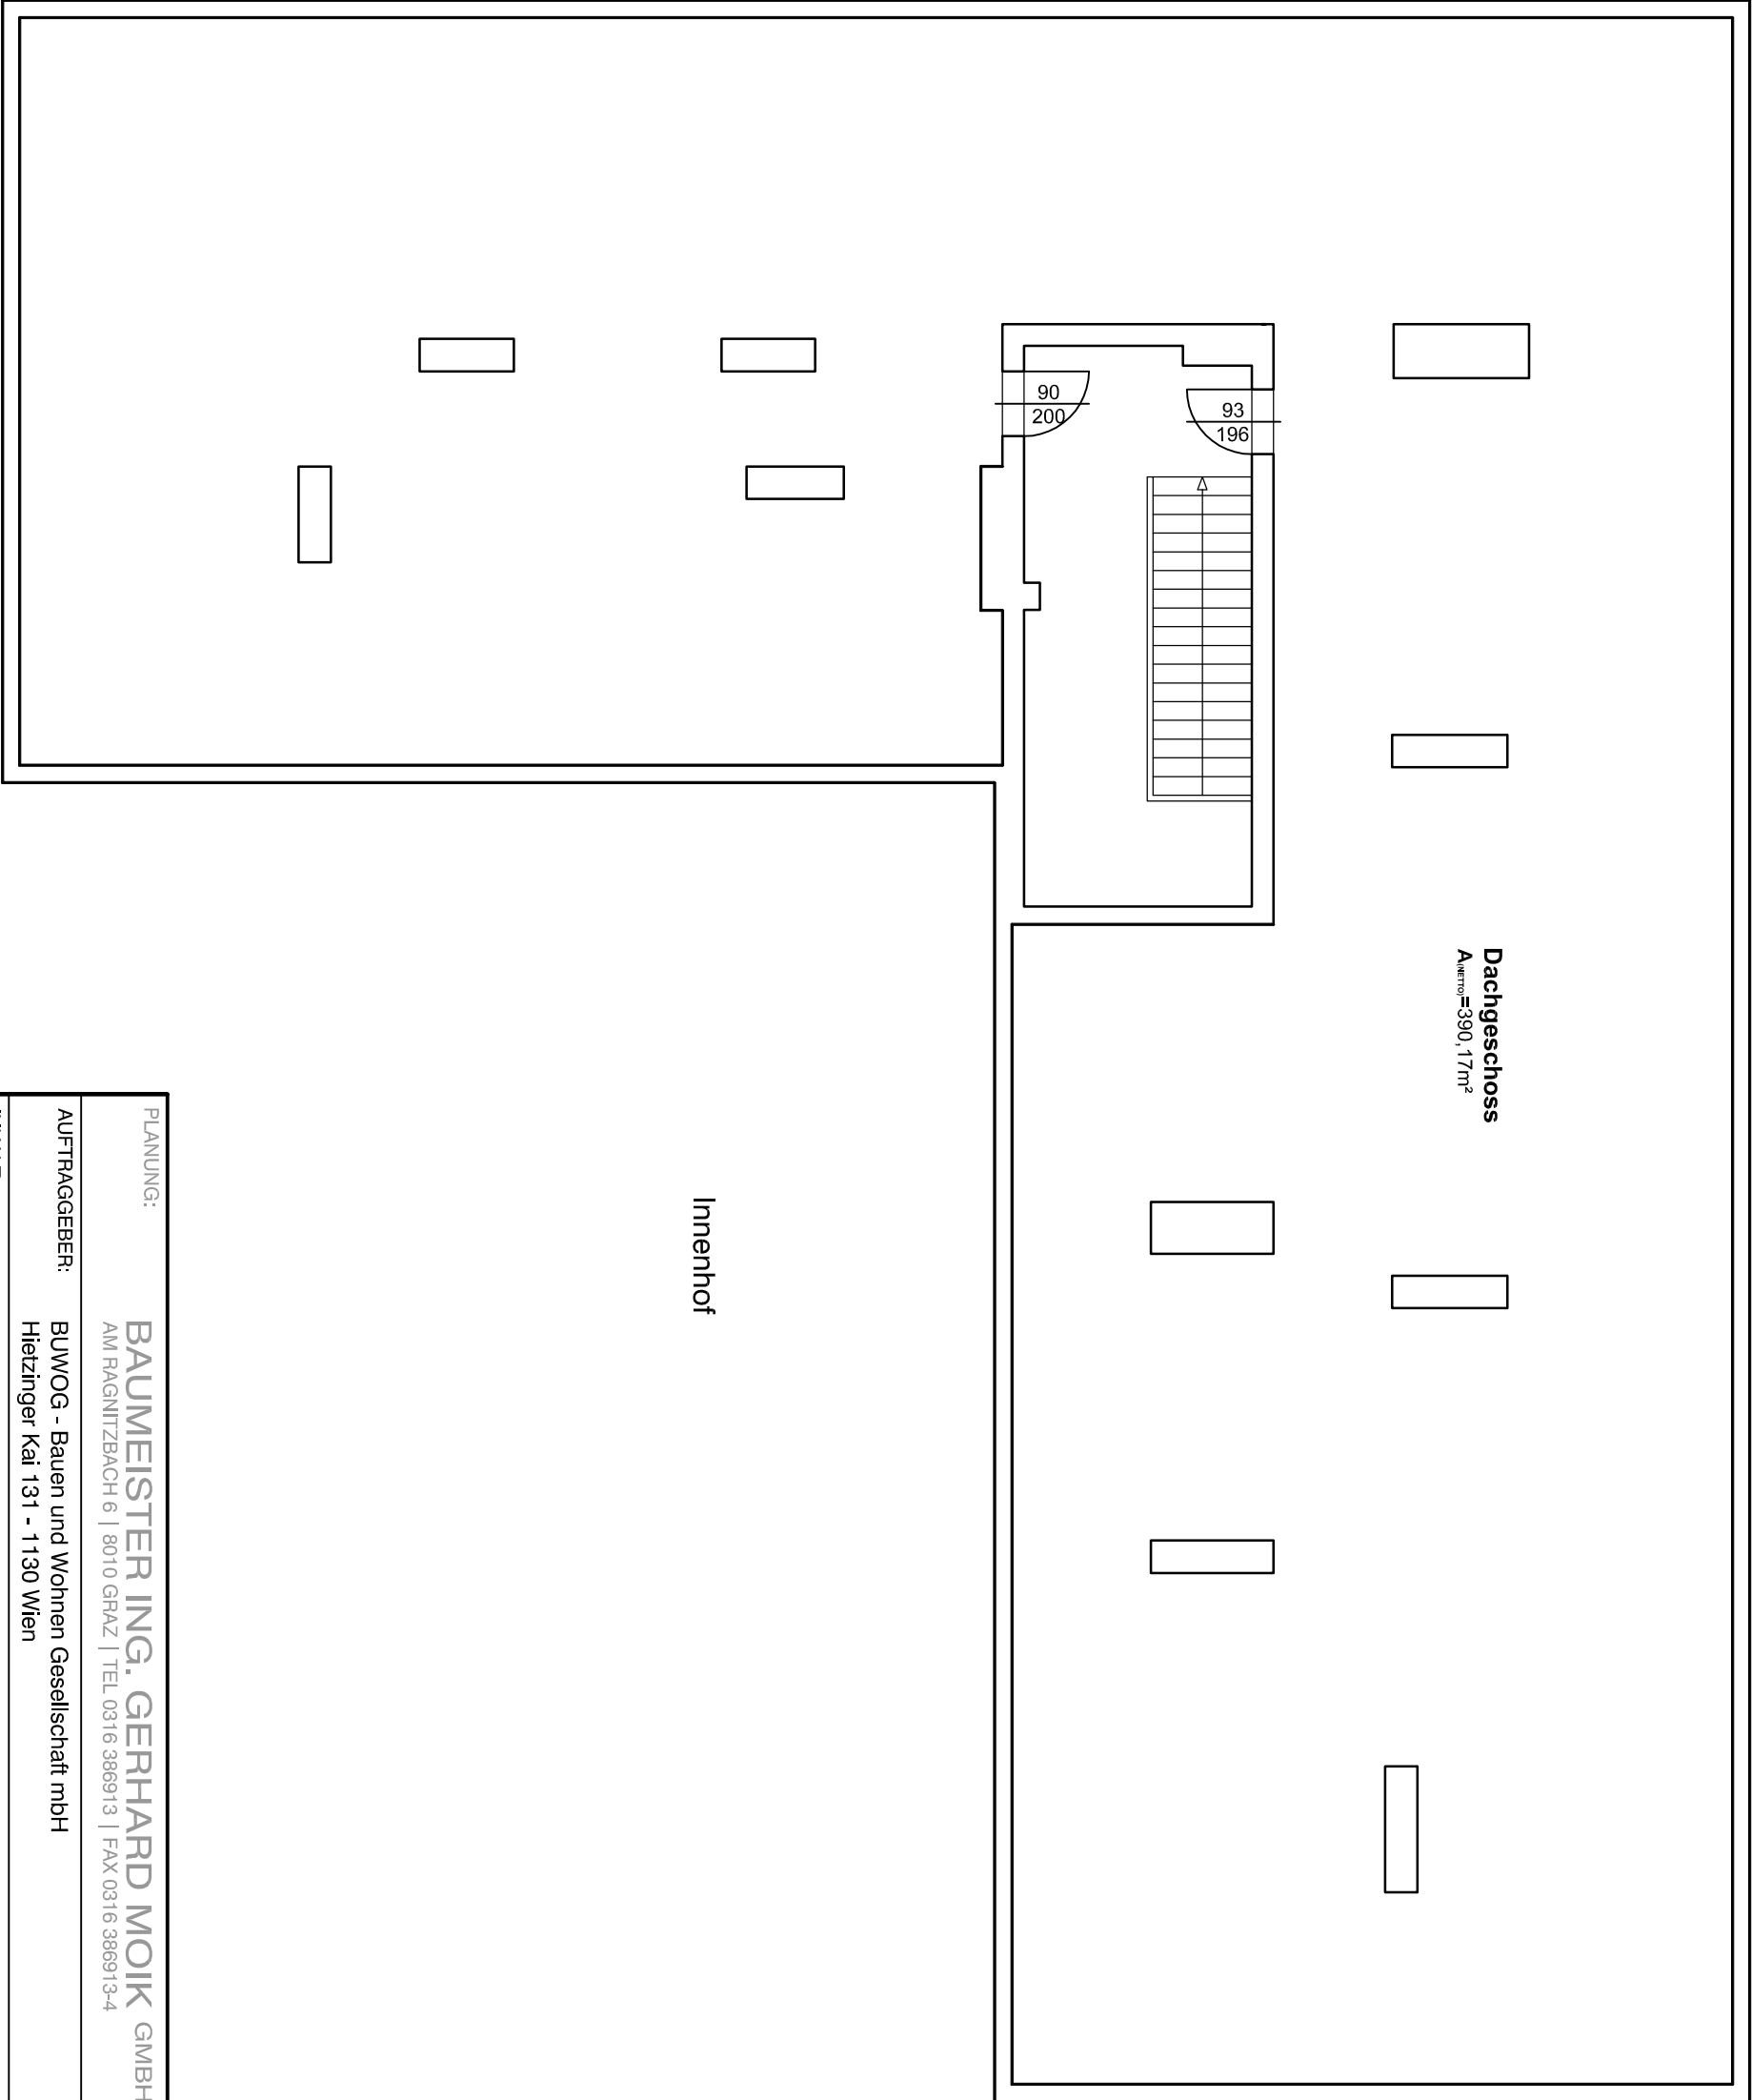 90
200
93
196
Dachgeschoss
A(NETTO)=390,17m²
Innenhof
PLANUNG:
BAUMEISTER ING. GERHARD MOIK GMBH
AM RAGNITZBACH 6 | 8010 GRAZ | TEL 0316 386913 | FAX 0316 386913-4
AUFTRAGGEBER:
BUWOG - Bauen und Wohnen Gesellschaft mbH
Hietzinger Kai 131 - 1130 Wien